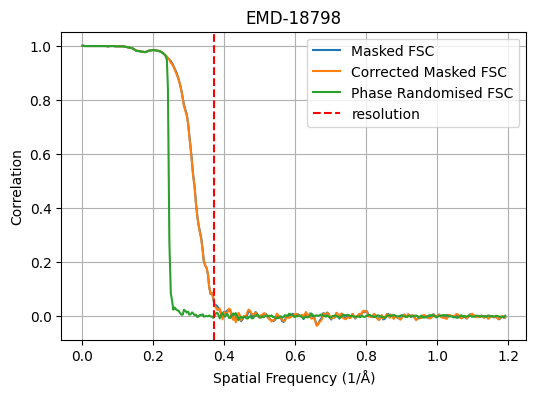 EMD-18798
Masked FSC
Corrected Masked FSC
Phase Randomised FSC
resolution
Correlation
1.0
0.8
0.6
0.4
0.2
0.0
0.0 0.2 0.4 0.6 0.8 1.0 1.2
Spatial Frequency (1/Å)